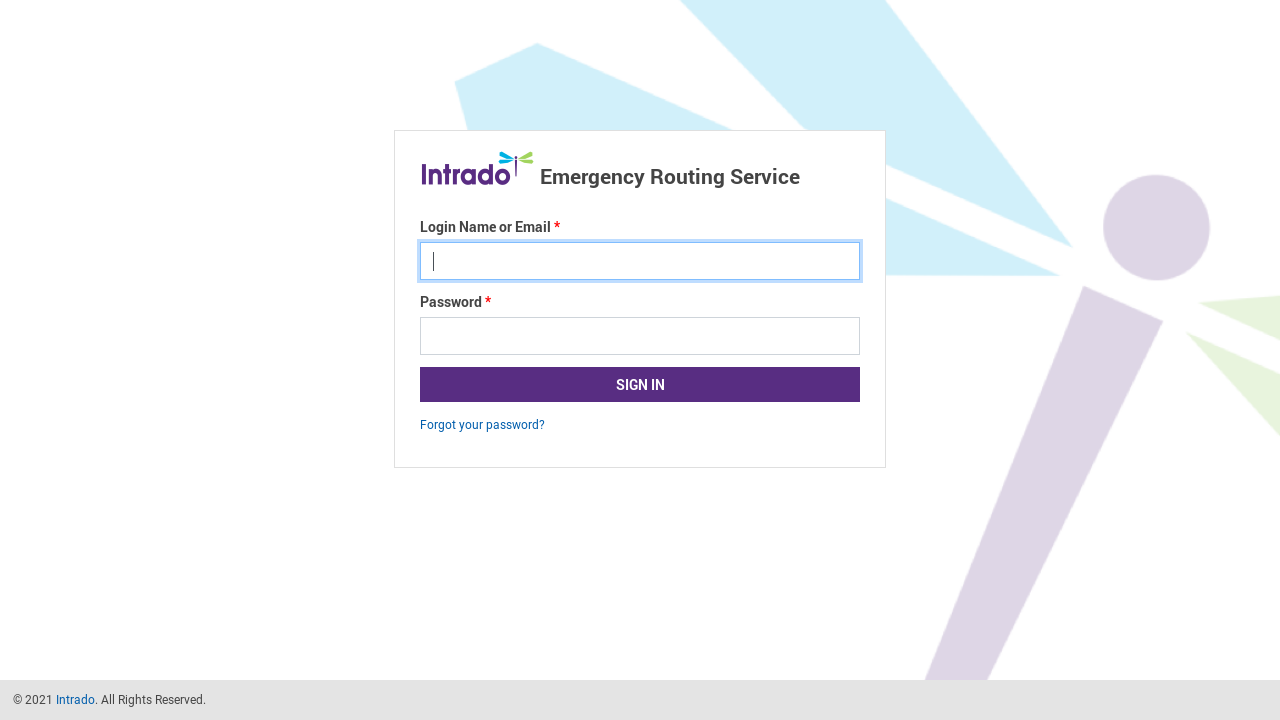 Intrado Emergency Routing Service
Login Name or Email *
Password *
SIGN IN
Forgot your password?
© 2021 Intrado. All Rights Reserved.